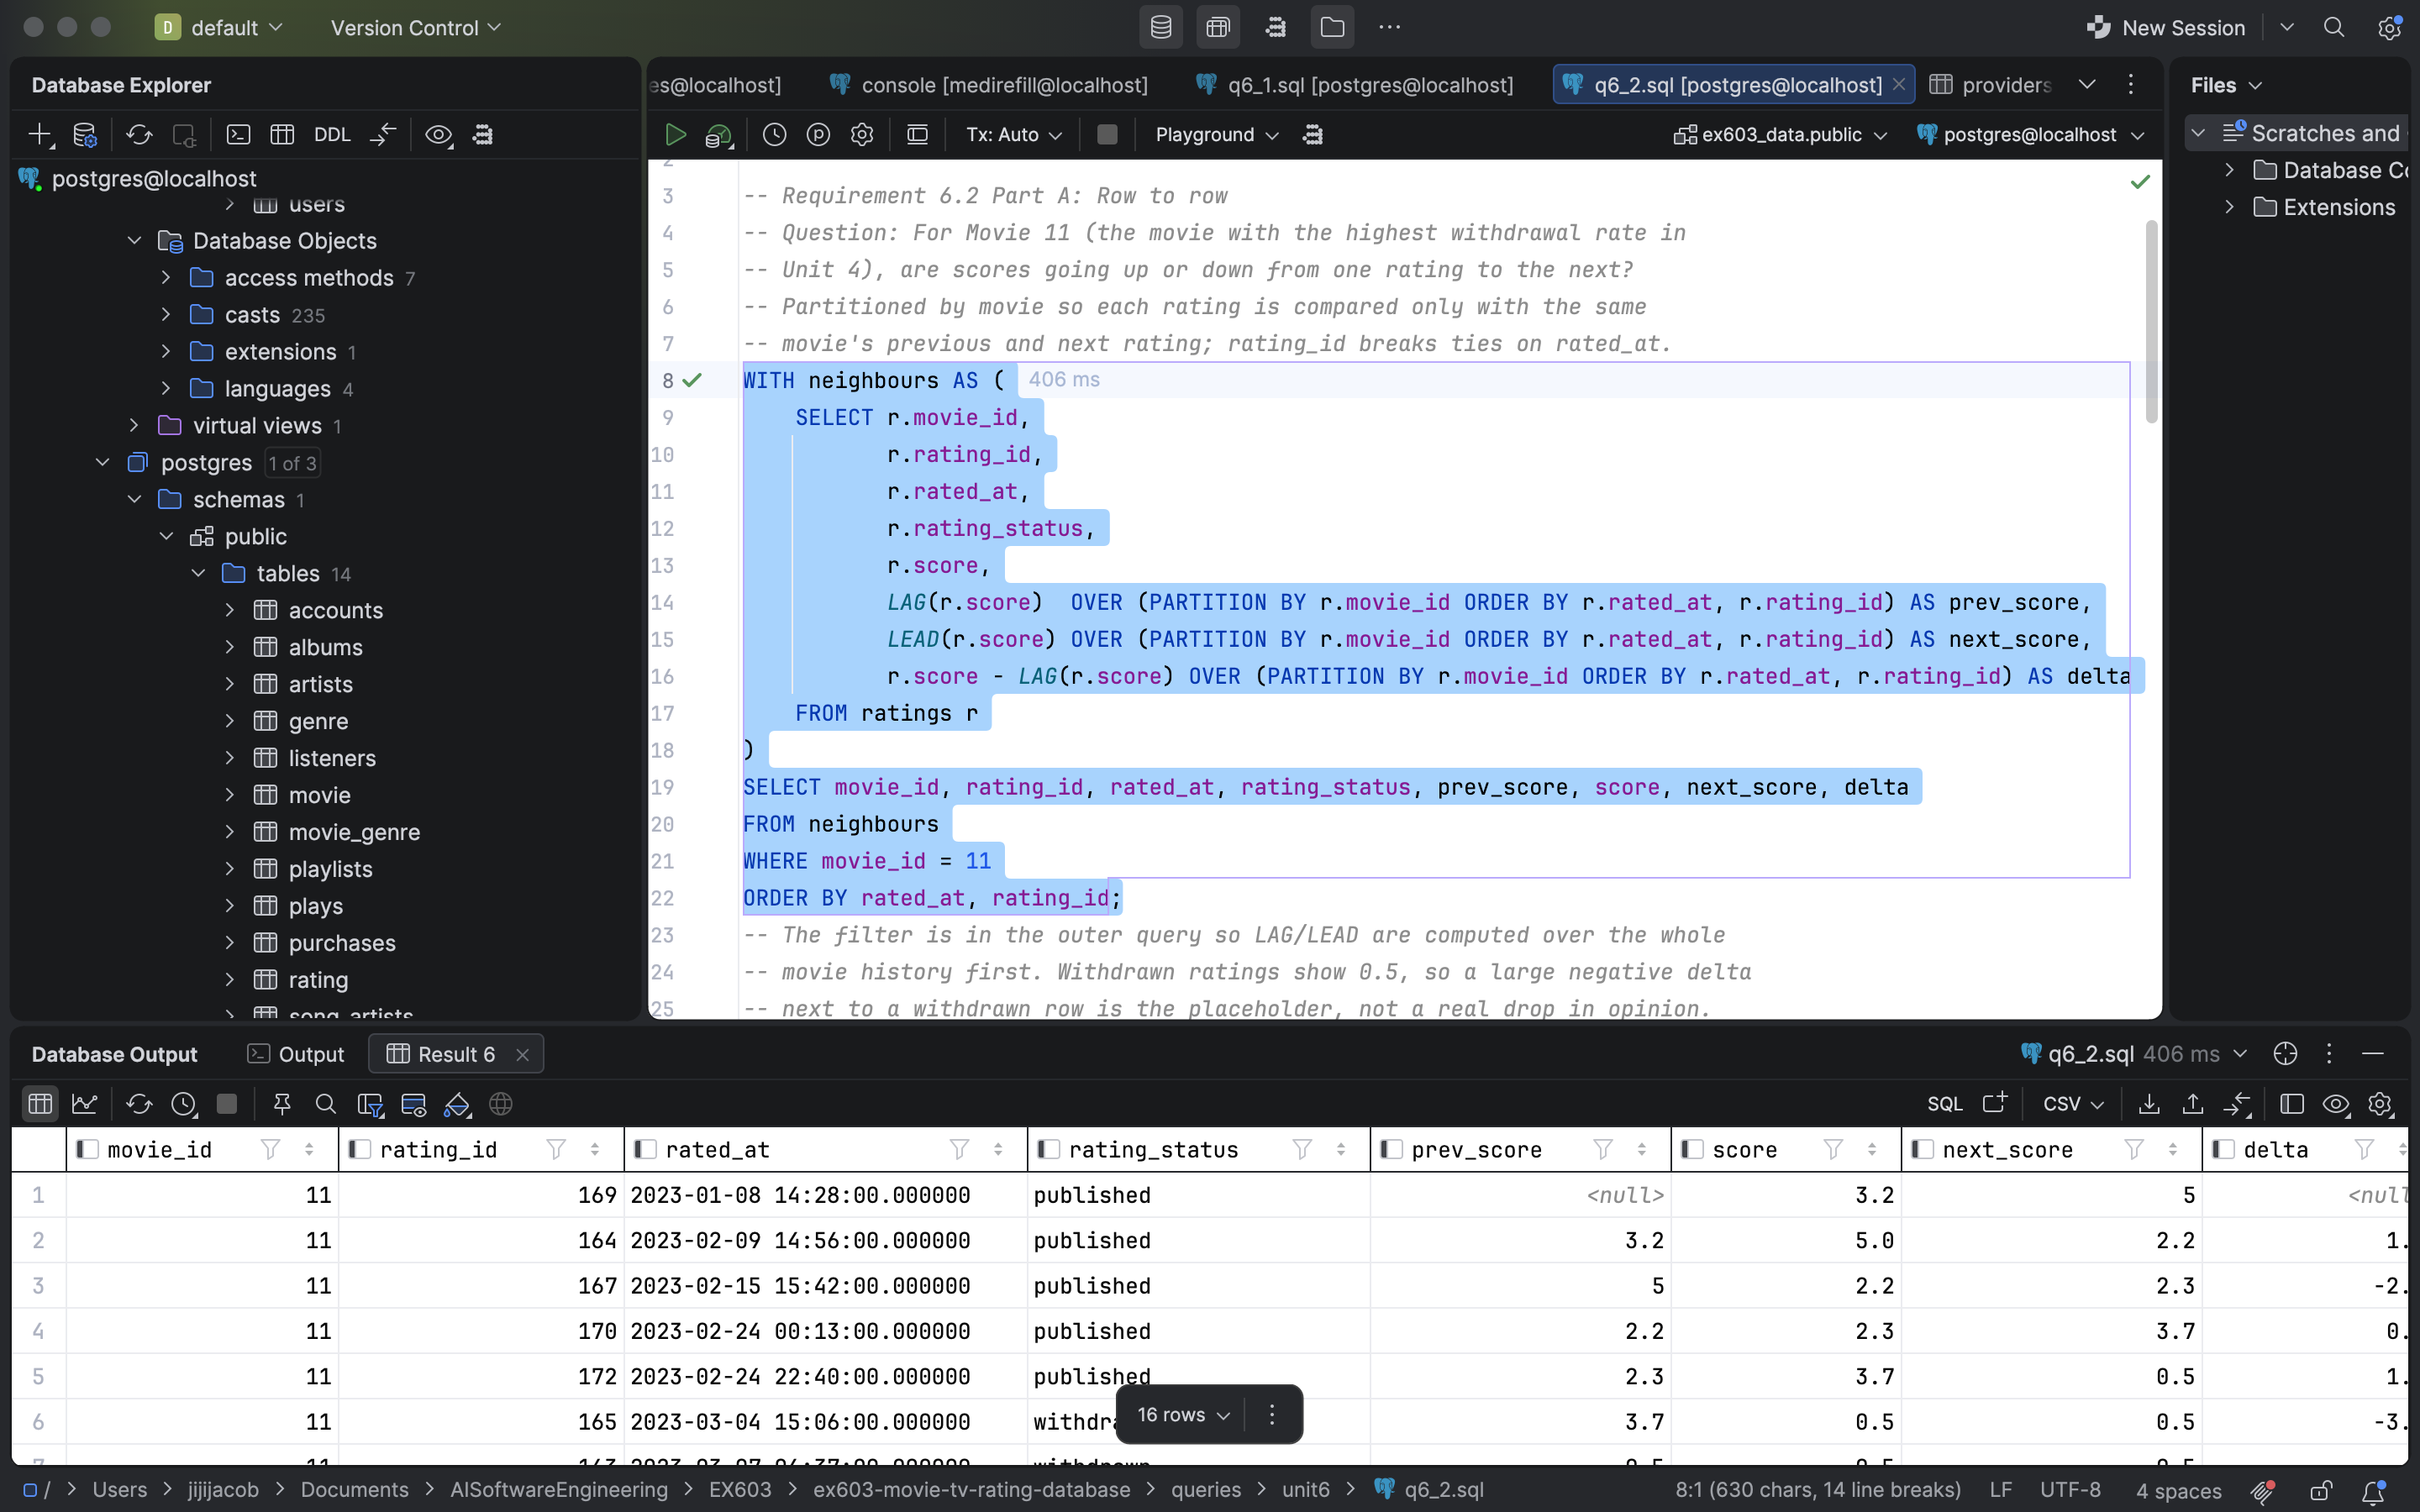 D default
Version Control
New Session
Database Explorer
DDL
postgres@localhost
users
Database Objects
access methods 7
casts 235
extensions 1
languages 4
virtual views 1
postgres 1 of 3
schemas 1
public
tables 14
accounts
albums
artists
genre
listeners
movie
movie_genre
playlists
plays
purchases
rating
song_artists
es@localhost]
console [medirefill@localhost]
q6_1.sql [postgres@localhost]
q6_2.sql [postgres@localhost]
providers
Tx: Auto
Playground
ex603_data.public
postgres@localhost
2
3 -- Requirement 6.2 Part A: Row to row
4 -- Question: For Movie 11 (the movie with the highest withdrawal rate in
5 -- Unit 4), are scores going up or down from one rating to the next?
6 -- Partitioned by movie so each rating is compared only with the same
7 -- movie's previous and next rating; rating_id breaks ties on rated_at.
8 WITH neighbours AS ( 406 ms
9 SELECT r.movie_id,
10 r.rating_id,
11 r.rated_at,
12 r.rating_status,
13 r.score,
14 LAG(r.score) OVER (PARTITION BY r.movie_id ORDER BY r.rated_at, r.rating_id) AS prev_score,
15 LEAD(r.score) OVER (PARTITION BY r.movie_id ORDER BY r.rated_at, r.rating_id) AS next_score,
16 r.score - LAG(r.score) OVER (PARTITION BY r.movie_id ORDER BY r.rated_at, r.rating_id) AS delta
17 FROM ratings r
18 )
19 SELECT movie_id, rating_id, rated_at, rating_status, prev_score, score, next_score, delta
20 FROM neighbours
21 WHERE movie_id = 11
22 ORDER BY rated_at, rating_id;
23 -- The filter is in the outer query so LAG/LEAD are computed over the whole
24 -- movie history first. Withdrawn ratings show 0.5, so a large negative delta
25 -- next to a withdrawn row is the placeholder, not a real drop in opinion.
Files
Scratches and
Database Co
Extensions
Database Output
Output
Result 6
q6_2.sql 406 ms
SQL
CSV
movie_id rating_id rated_at rating_status prev_score score next_score delta
1 11 169 2023-01-08 14:28:00.000000 published <null> 3.2 5 <null
2 11 164 2023-02-09 14:56:00.000000 published 3.2 5.0 2.2 1.
3 11 167 2023-02-15 15:42:00.000000 published 5 2.2 2.3 -2.
4 11 170 2023-02-24 00:13:00.000000 published 2.2 2.3 3.7 0.
5 11 172 2023-02-24 22:40:00.000000 published 2.3 3.7 0.5 1.
6 11 165 2023-03-04 15:06:00.000000 withdra 3.7 0.5 0.5 -3.
16 rows
/ Users jijijacob Documents AISoftwareEngineering EX603 ex603-movie-tv-rating-database queries unit6 q6_2.sql
8:1 (630 chars, 14 line breaks) LF UTF-8 4 spaces